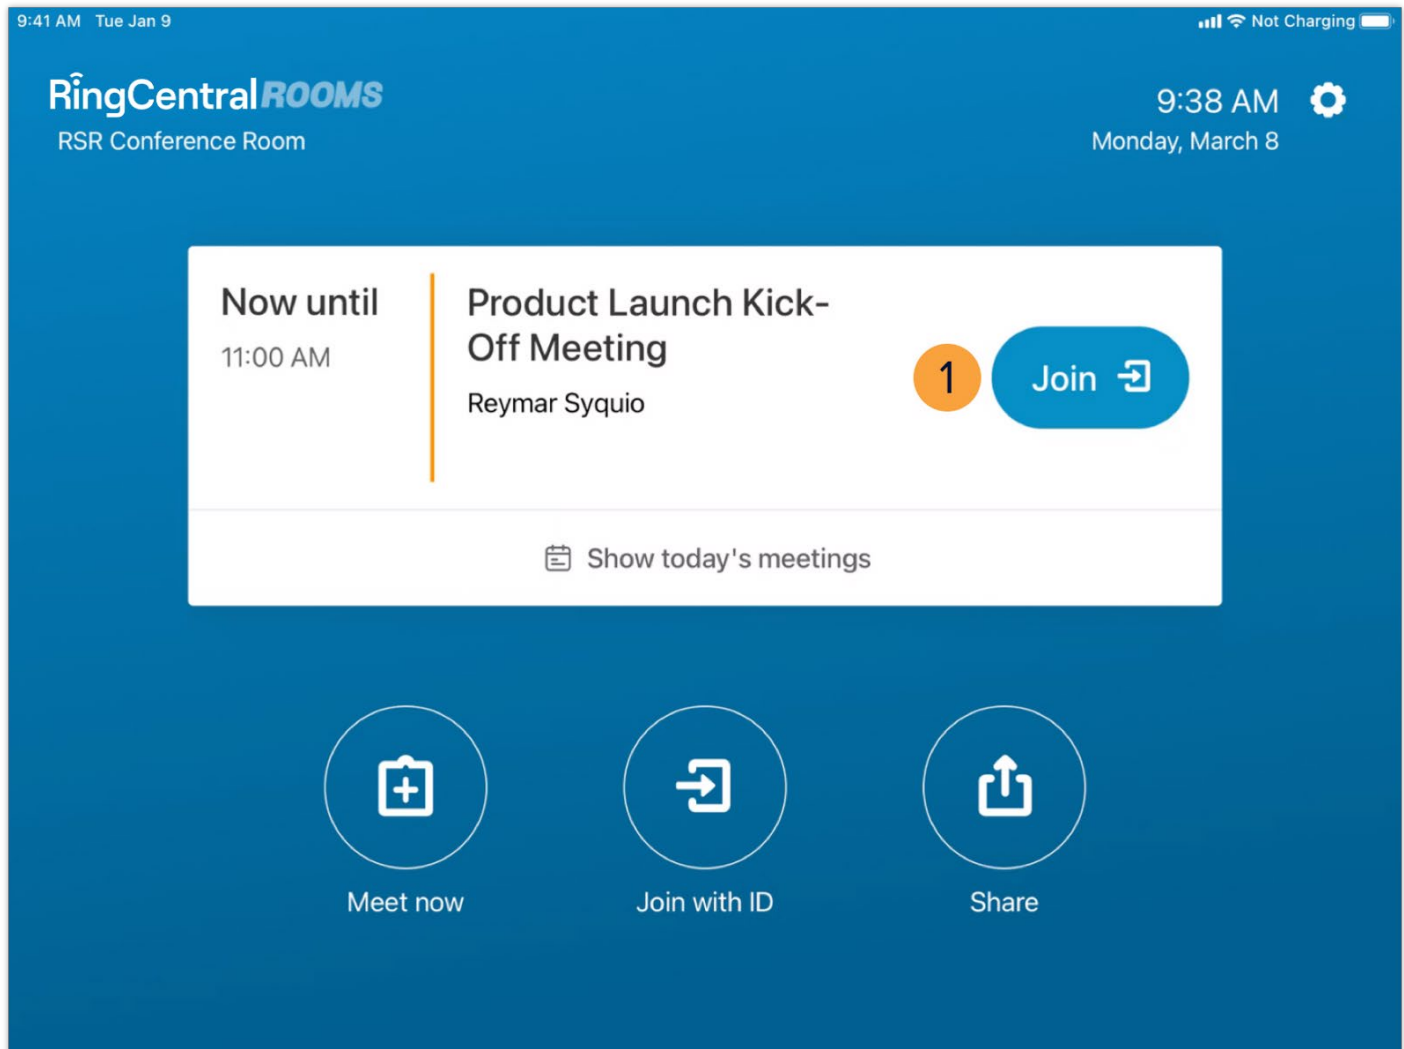 9:41 AM Tue Jan 9
Not Charging
RingCentral ROOMS
RSR Conference Room
9:38 AM
Monday, March 8
Now until
11:00 AM
Product Launch Kick-
Off Meeting
Reymar Syquio
1
Join
Show today's meetings
Meet now
Join with ID
Share